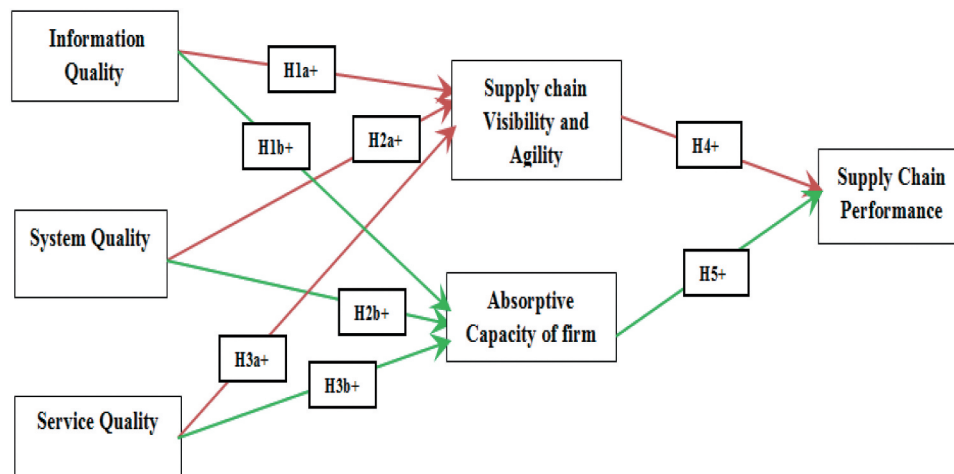 Information
Quality
H1a+
Supply chain
Visibility and
Agility
H1b+
H2a+
H4+
Supply Chain
Performance
System Quality
H5+
Absorptive
Capacity of firm
H2b+
H3a+
H3b+
Service Quality